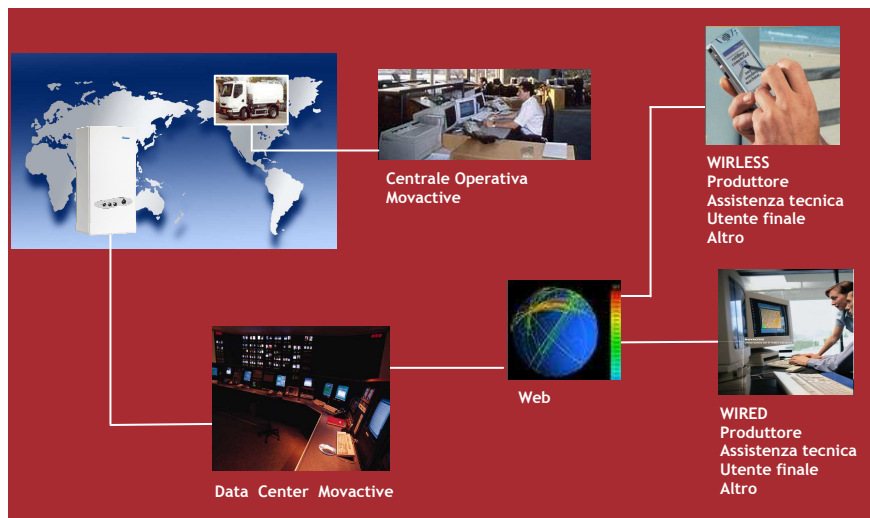 Centrale Operativa
Movactive
WIRLESS
Produttore
Assistenza tecnica
Utente finale
Altro
Web
WIRED
Produttore
Assistenza tecnica
Utente finale
Altro
Data Center Movactive